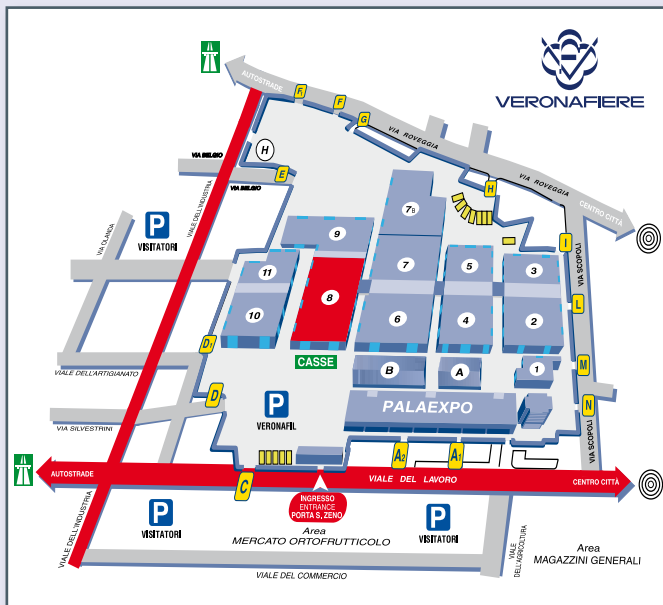 VERONAFIERE
AUTOSTRADE
F1
F
G
VIA ROVEGGIA
VIA ROVEGGIA
H
H
E
VIA BELGIO
VIA BELGIO
VIALE DELL'INDUSTRIA
CENTRO CITTÀ
I
VIA SCOPOLI
L
M
N
VIA SCOPOLI
P
VISITATORI
VIA OLANDA
7B
9
7
5
3
11
8
10
6
4
2
CASSE
B
A
1
D1
D
VIALE DELL'ARTIGIANATO
VIA SILVESTRINI
P
VERONAFIL
PALAEXPO
A2
A1
AUTOSTRADE
C
VIALE DEL LAVORO
CENTRO CITTÀ
INGRESSO
ENTRANCE
PORTA S, ZENO
P
VISITATORI
Area
MERCATO ORTOFRUTTICOLO
P
VISITATORI
VIALE DELL'INDUSTRIA
VIALE DEL COMMERCIO
VIALE
DELL'AGRICOLTURA
Area
MAGAZZINI GENERALI